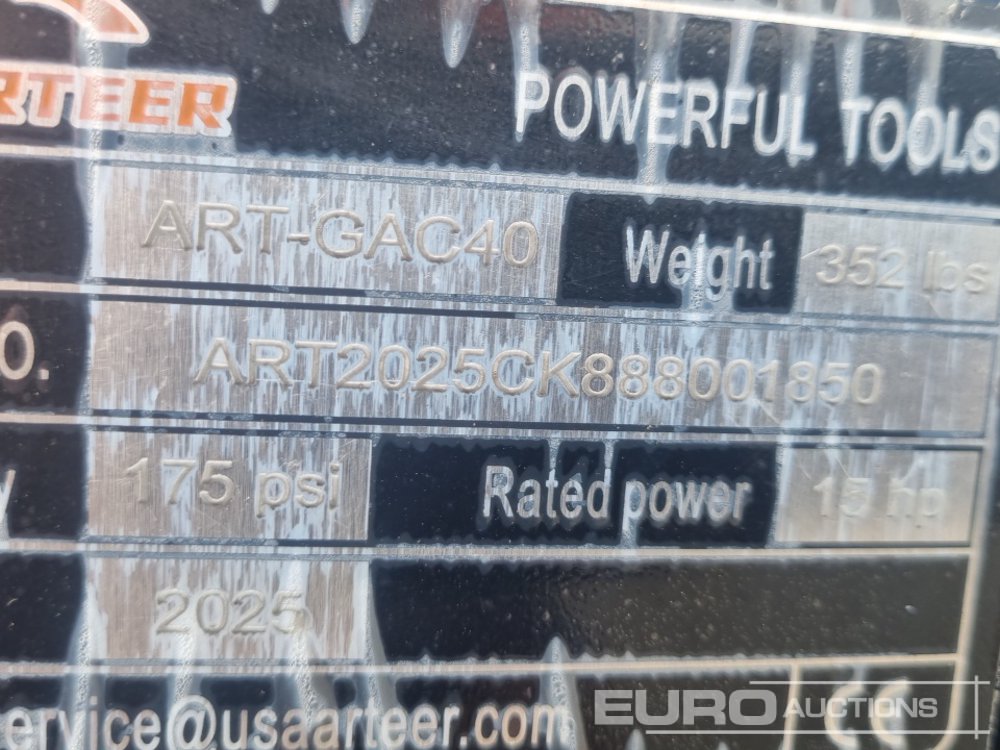 RTEER
POWERFUL TOOLS
ART-GAC40 Weight 352 lbs
O. ART2025CK888001850
y 175 psi Rated power 15 hp
2025
ervice@usaarteer.com CE
EURO AUCTIONS